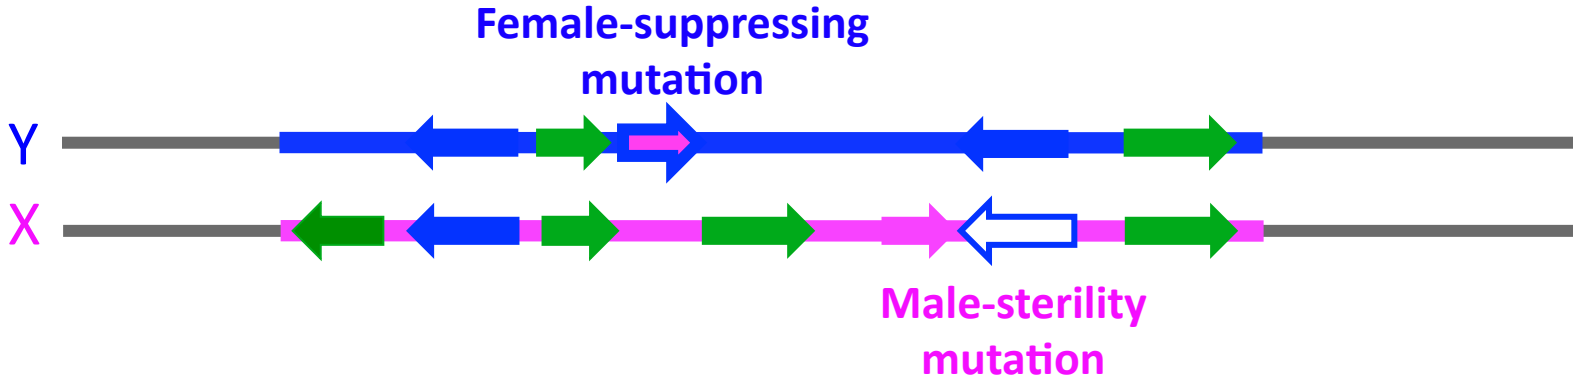 Female-suppressing
mutation
Y
X
Male-sterility
mutation